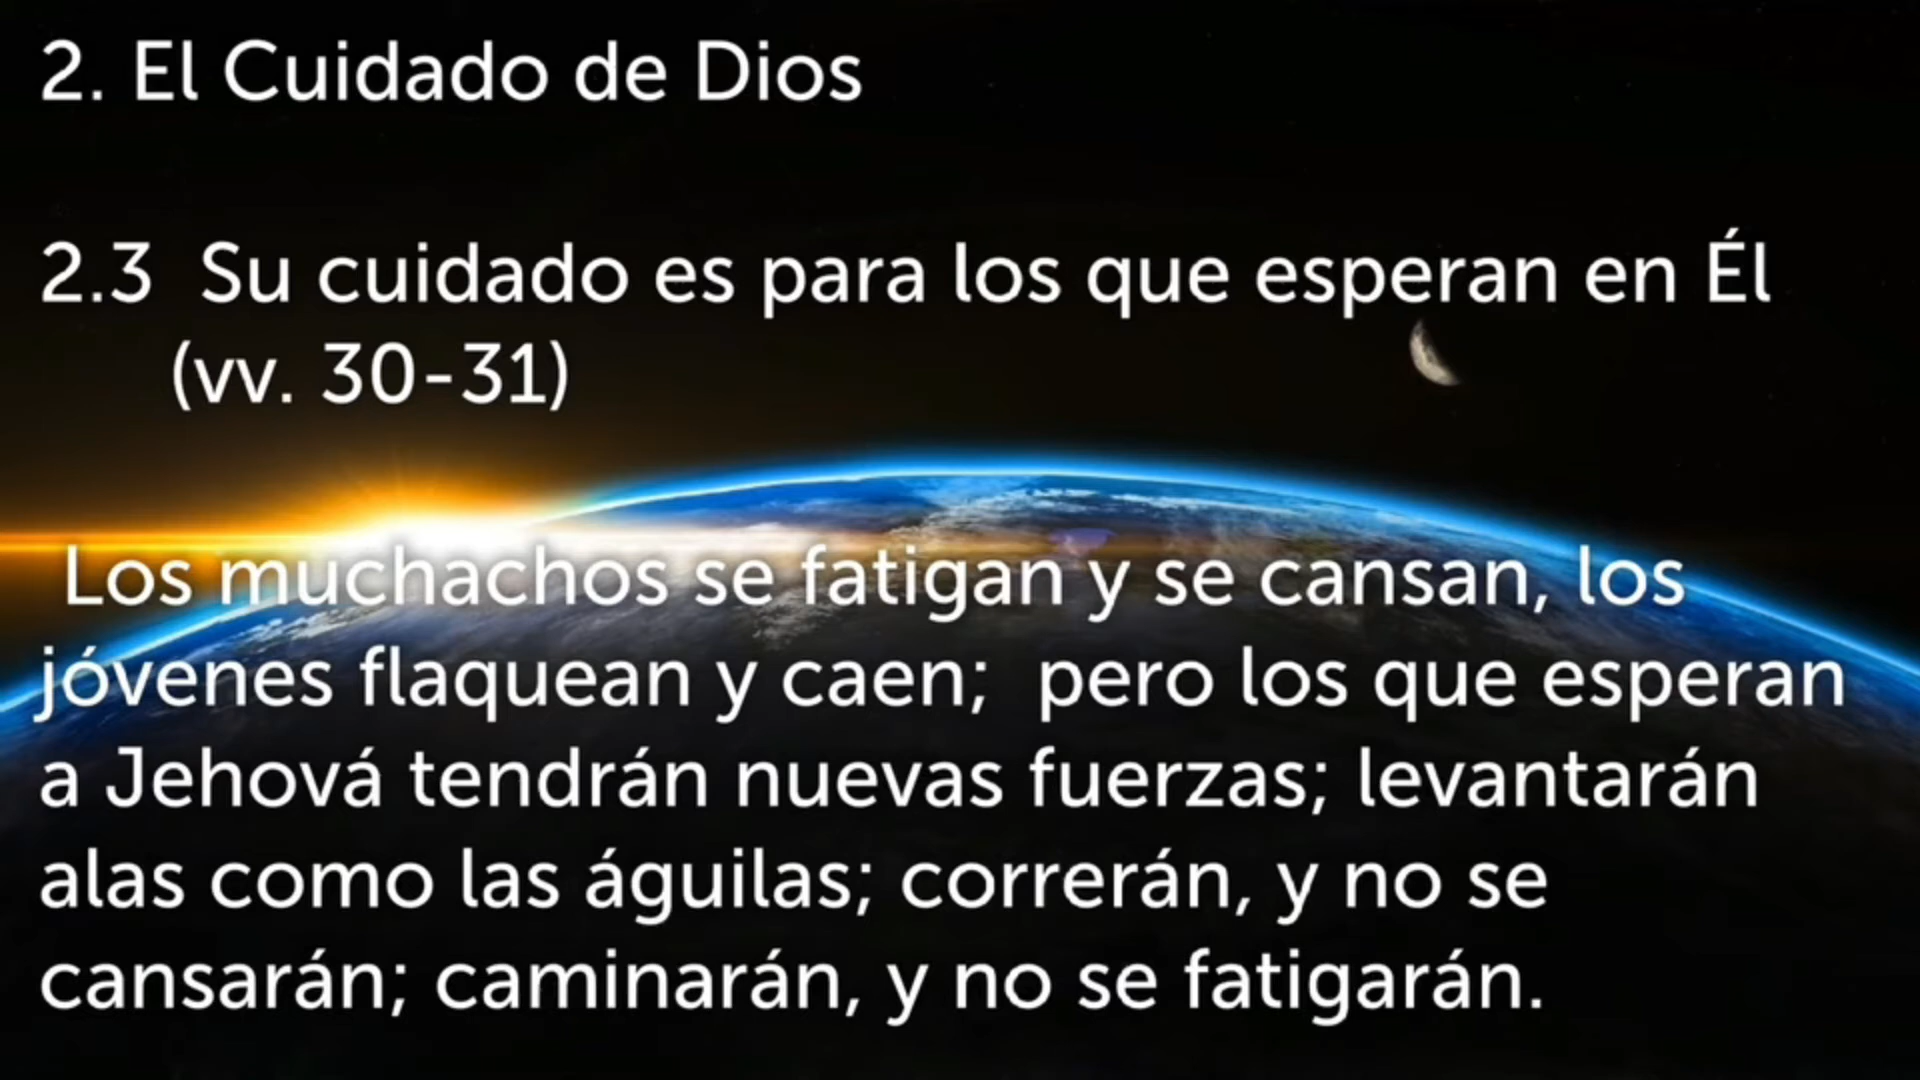 2. El Cuidado de Dios
2.3 Su cuidado es para los que esperan en Él
(vv. 30-31)
Los muchachos se fatigan y se cansan, los
jóvenes flaquean y caen; pero los que esperan
a Jehová tendrán nuevas fuerzas; levantarán
alas como las águilas; correrán, y no se
cansarán; caminarán, y no se fatigarán.